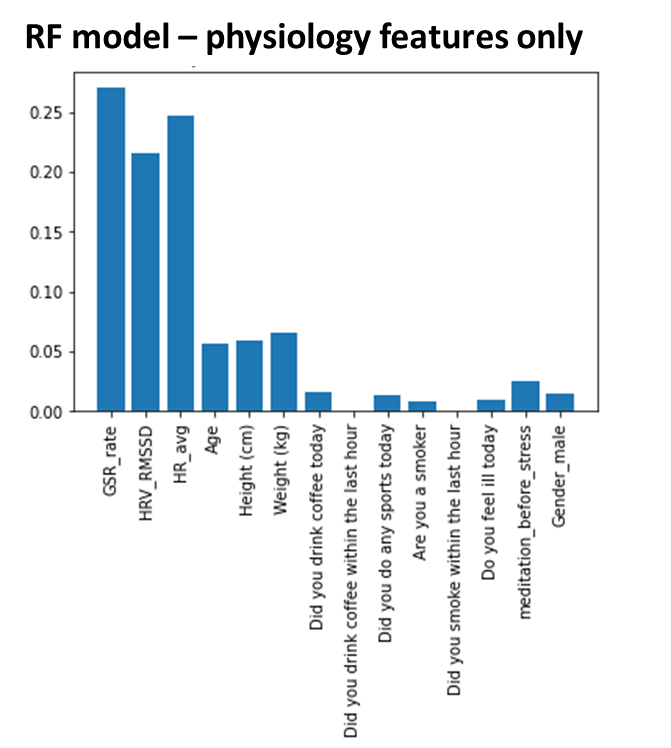 RF model – physiology features only
0.25
0.20
0.15
0.10
0.05
0.00
GSR_rate
HRV_RMSSD
HR_avg
Age
Height (cm)
Weight (kg)
Did you drink coffee today
Did you drink coffee within the last hour
Did you do any sports today
Are you a smoker
Did you smoke within the last hour
Do you feel ill today
meditation_before_stress
Gender_male